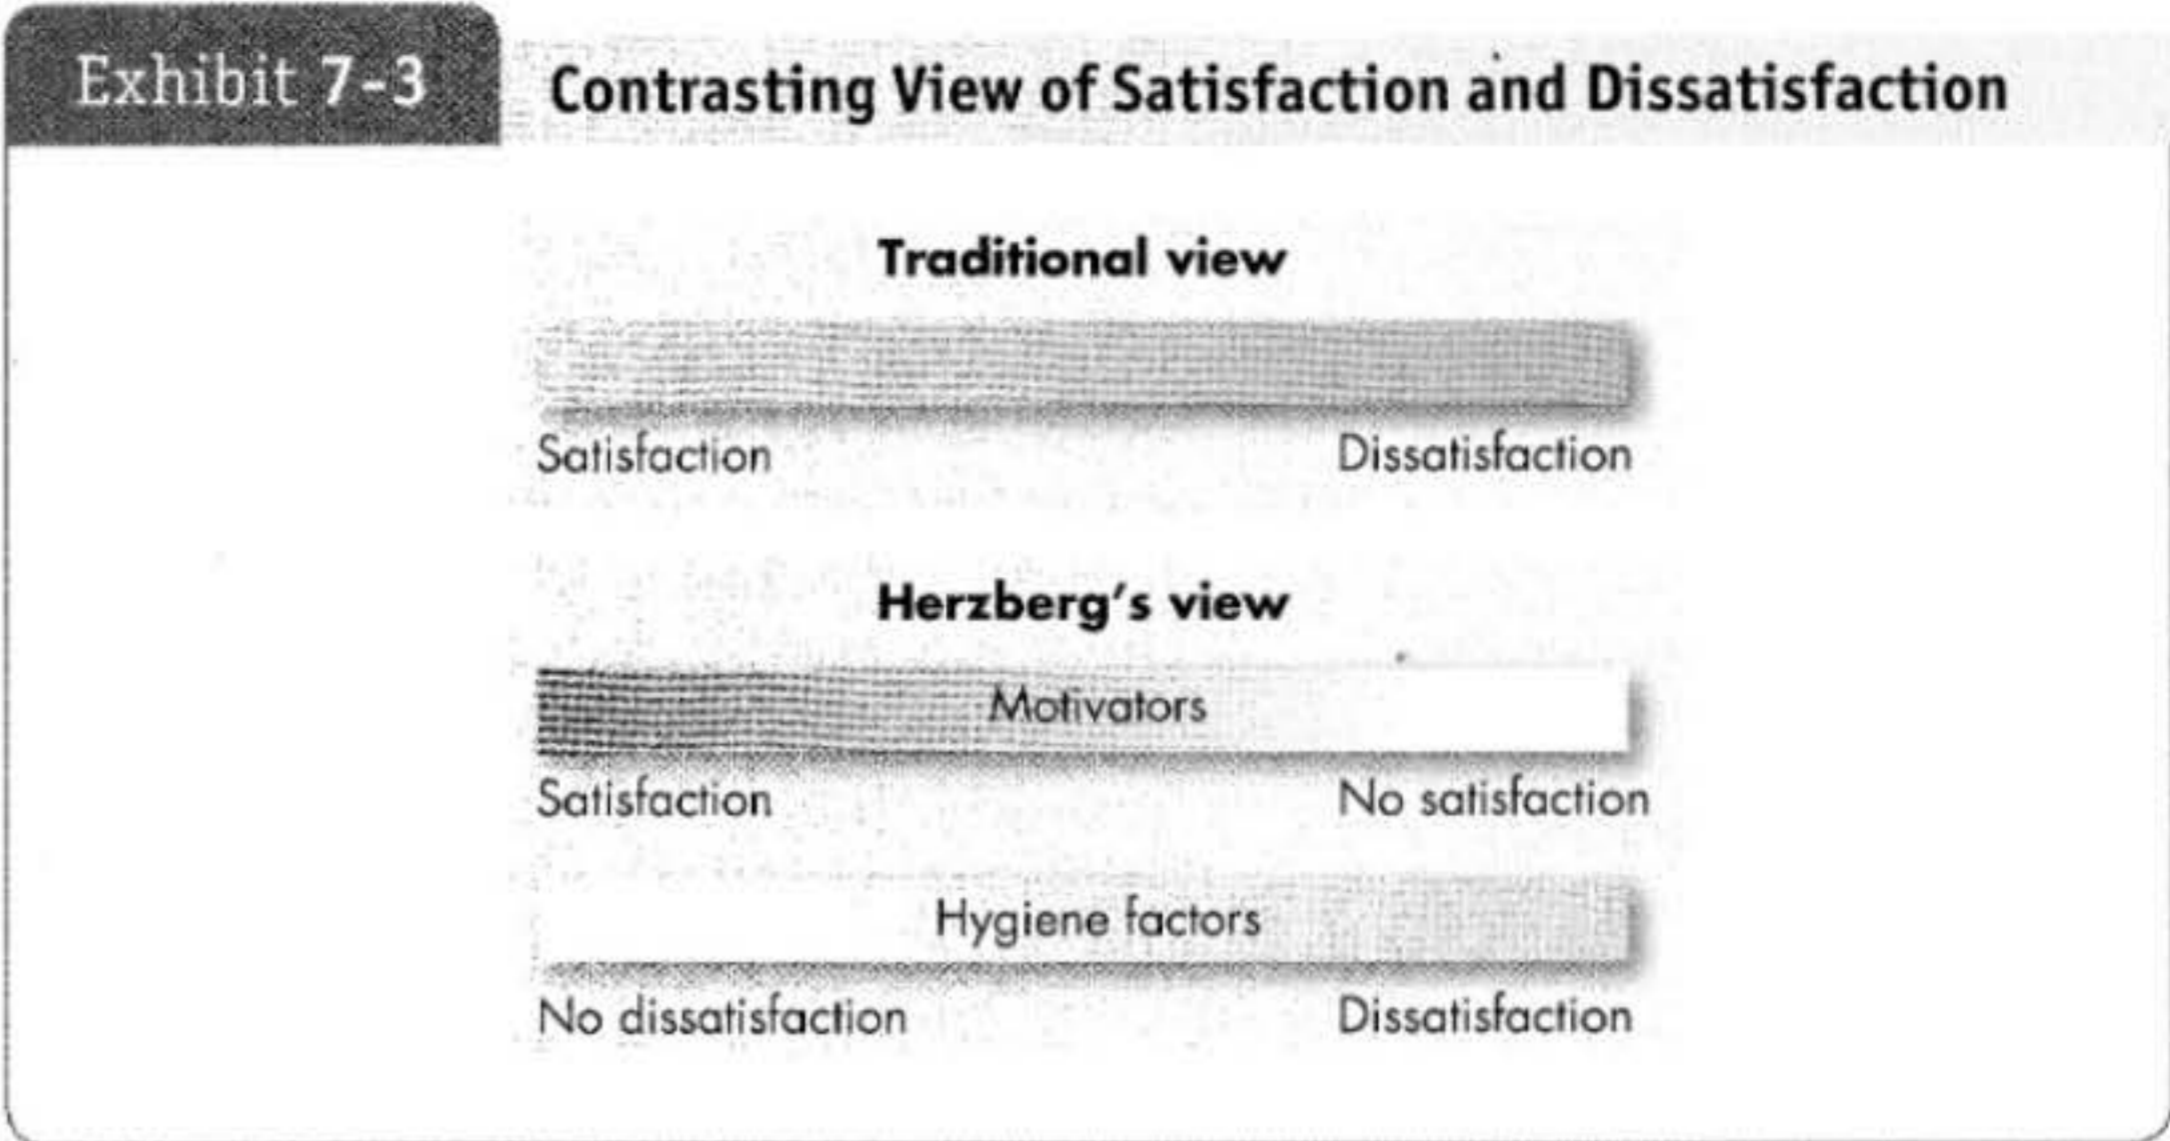 Exhibit 7-3
Contrasting View of Satisfaction and Dissatisfaction
Traditional view
Satisfaction Dissatisfaction
Herzberg's view
Motivators
Satisfaction No satisfaction
Hygiene factors
No dissatisfaction Dissatisfaction